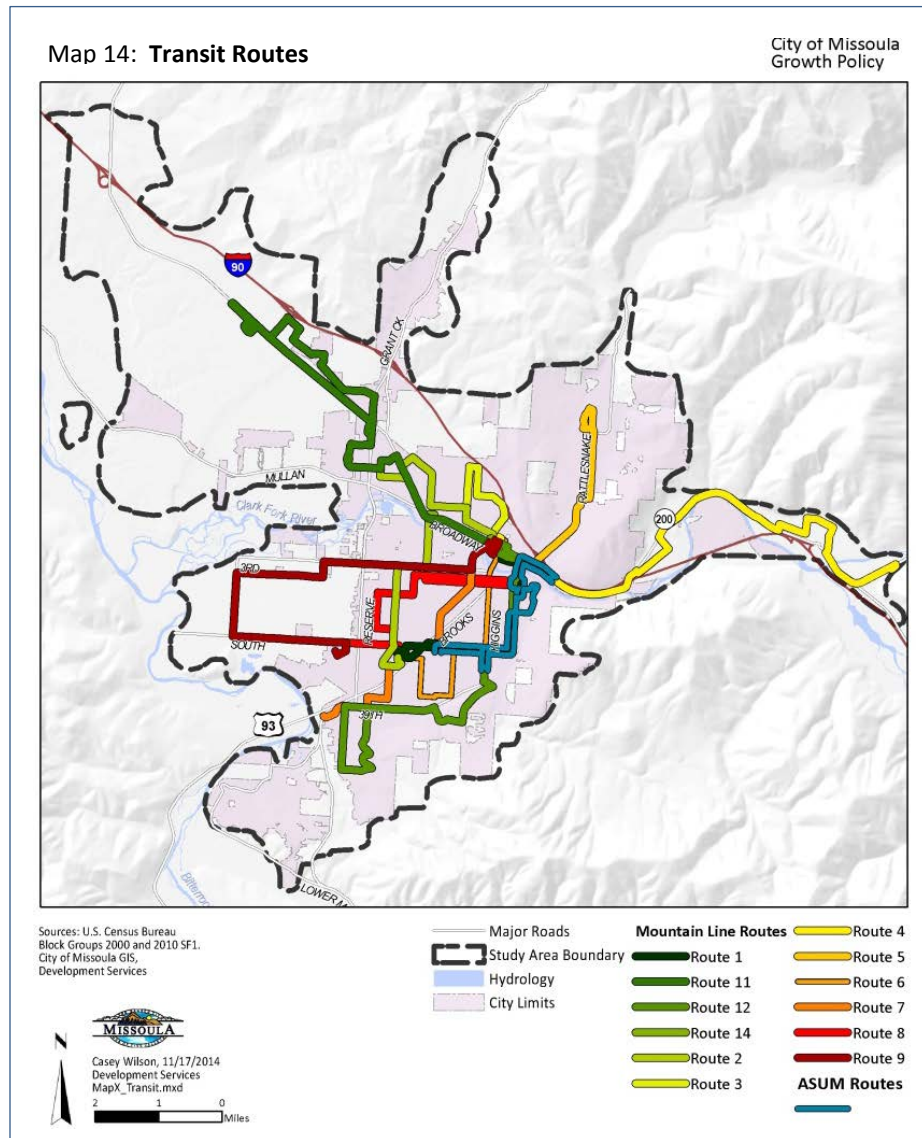 Map 14: Transit Routes
City of Missoula
Growth Policy
90
GRANT CK
RATTLESNAKE
MULLAN
Clark Fork River
BROADWAY
200
3RD
RESERVE
BROOKS
HIGGINS
SOUTH
39TH
93
LOWER M
Sources: U.S. Census Bureau
Block Groups 2000 and 2010 SF1.
City of Missoula GIS,
Development Services
MISSOULA
N
Casey Wilson, 11/17/2014
Development Services
MapX_Transit.mxd
2 1 0
Miles
Major Roads
Study Area Boundary
Hydrology
City Limits
Mountain Line Routes
Route 1
Route 11
Route 12
Route 14
Route 2
Route 3
Route 4
Route 5
Route 6
Route 7
Route 8
Route 9
ASUM Routes